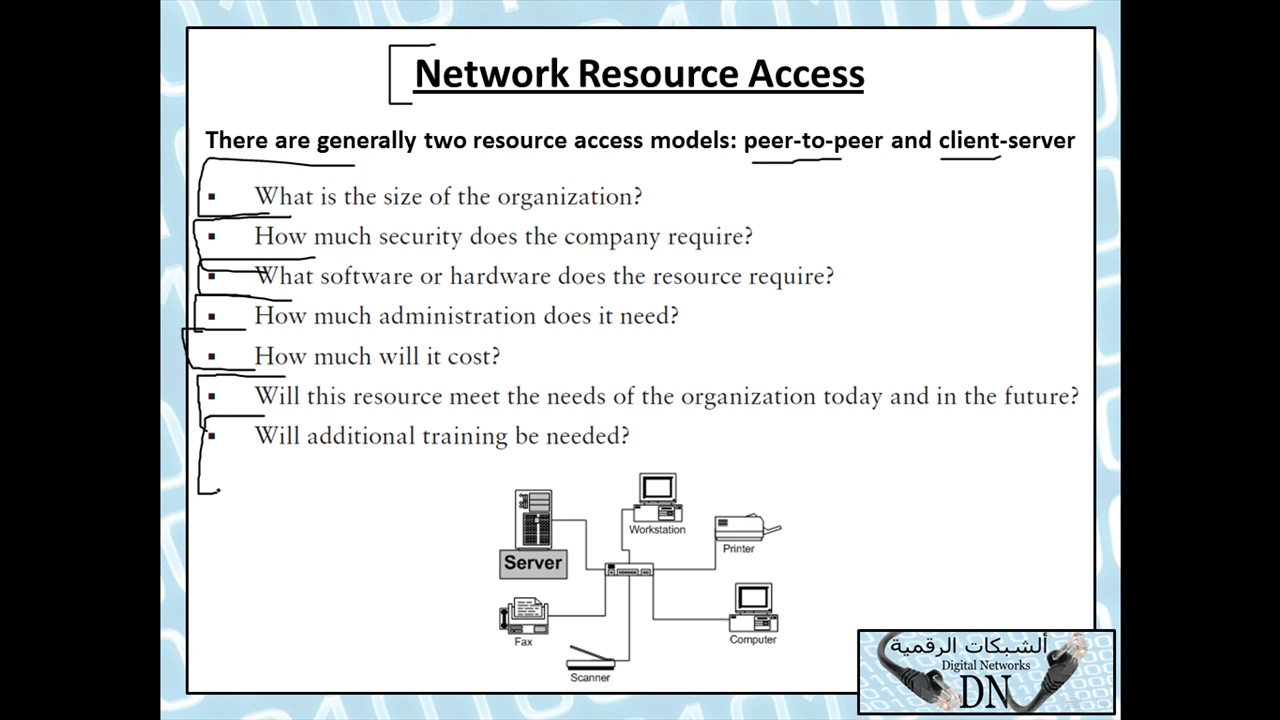 Network Resource Access
There are generally two resource access models: peer-to-peer and client-server
▪ What is the size of the organization?
▪ How much security does the company require?
▪ What software or hardware does the resource require?
▪ How much administration does it need?
▪ How much will it cost?
▪ Will this resource meet the needs of the organization today and in the future?
▪ Will additional training be needed?
Workstation
Printer
Server
Fax
Computer
Scanner
ألشبكات الرقمية
Digital Networks
DN